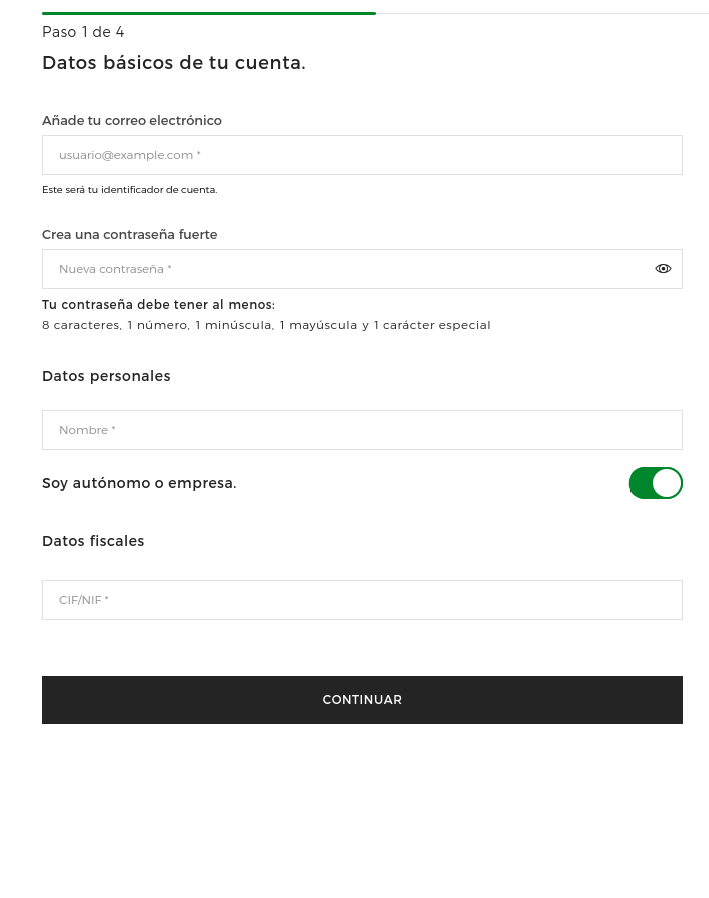 Paso 1 de 4
Datos básicos de tu cuenta.
Añade tu correo electrónico
usuario@example.com *
Este será tu identificador de cuenta.
Crea una contraseña fuerte
Nueva contraseña *
Tu contraseña debe tener al menos:
8 caracteres, 1 número, 1 minúscula, 1 mayúscula y 1 carácter especial
Datos personales
Nombre *
Soy autónomo o empresa.
Datos fiscales
CIF/NIF *
CONTINUAR